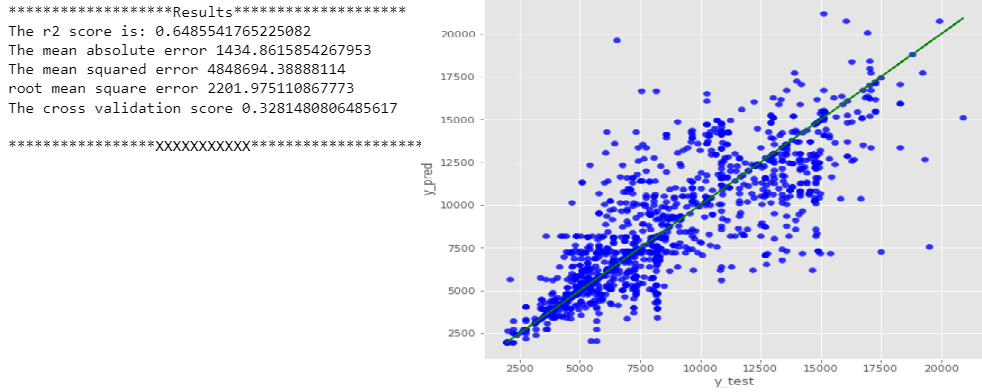 *******************Results********************
The r2 score is: 0.6485541765225082
The mean absolute error 1434.8615854267953
The mean squared error 4848694.38888114
root mean square error 2201.975110867773
The cross validation score 0.3281480806485617
*****************XXXXXXXXXXX********************
20000
17500
15000
12500
10000
7500
5000
2500
y_pred
2500 5000 7500 10000 12500 15000 17500 20000
y_test